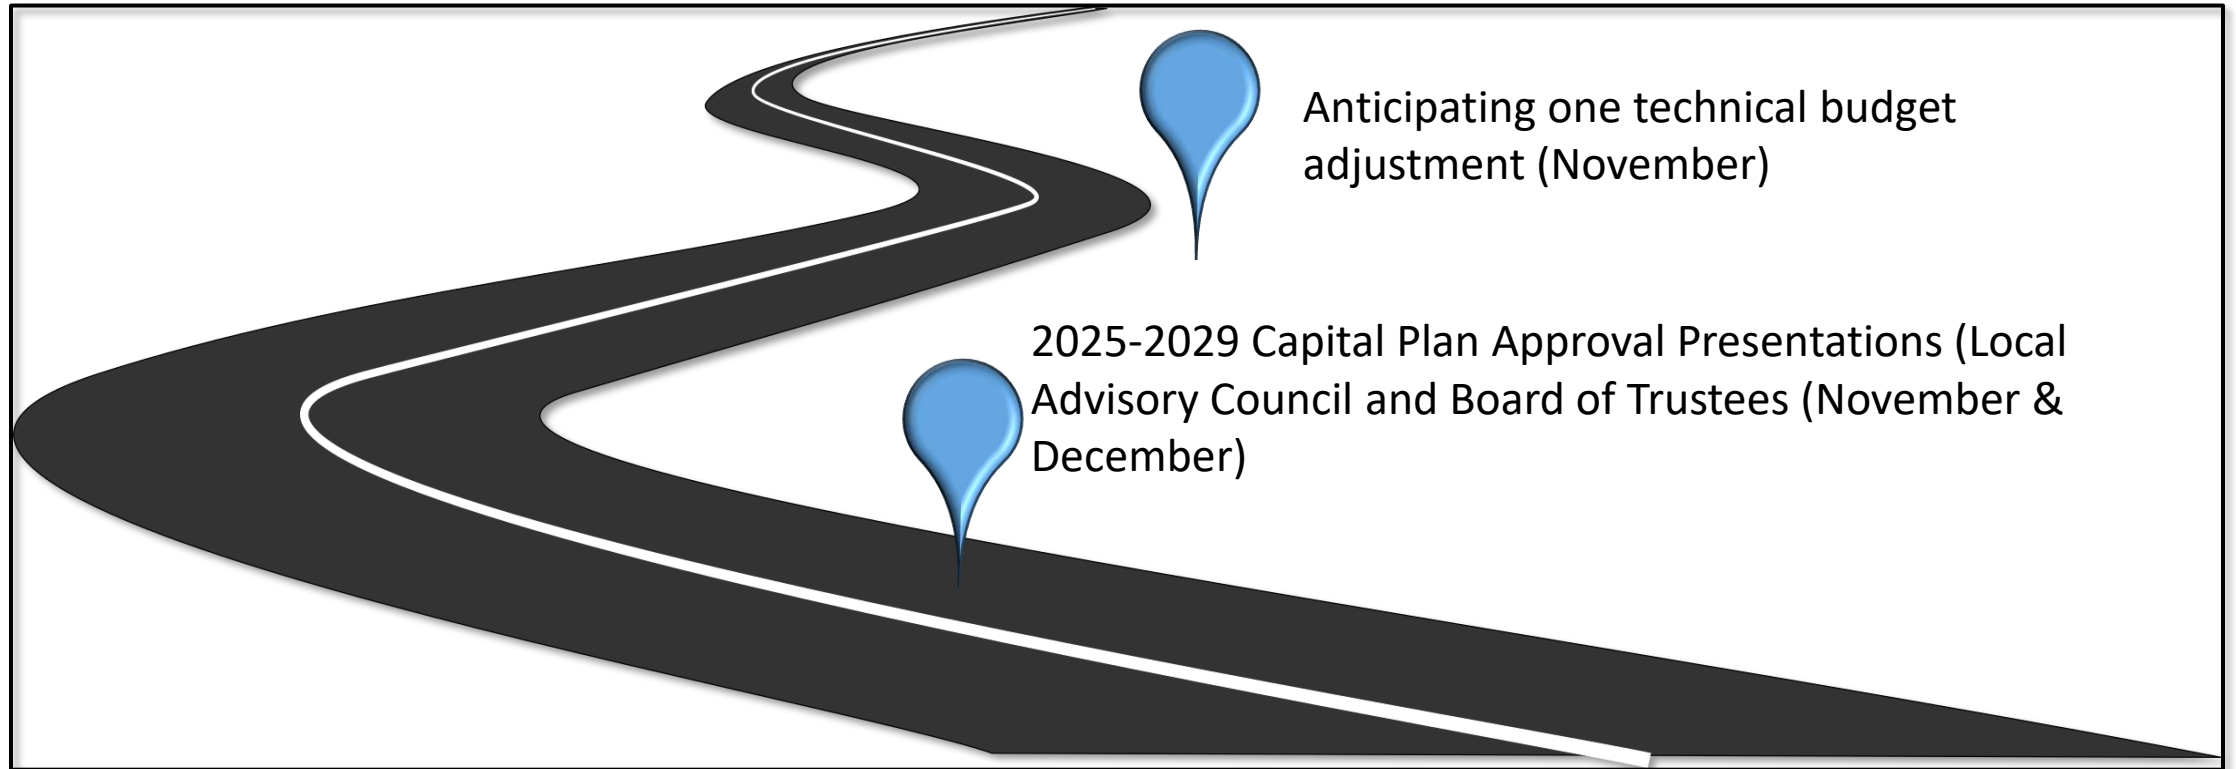 Anticipating one technical budget
adjustment (November)
2025-2029 Capital Plan Approval Presentations (Local
Advisory Council and Board of Trustees (November &
December)